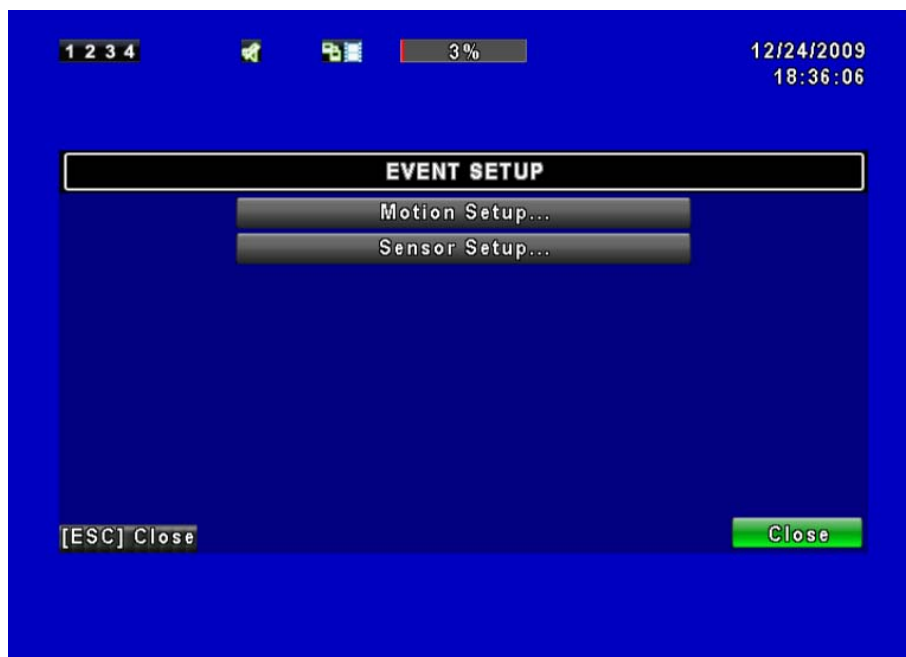 1 2 3 4
3%
12/24/2009
18:36:06
EVENT SETUP
Motion Setup...
Sensor Setup...
[ESC] Close
Close